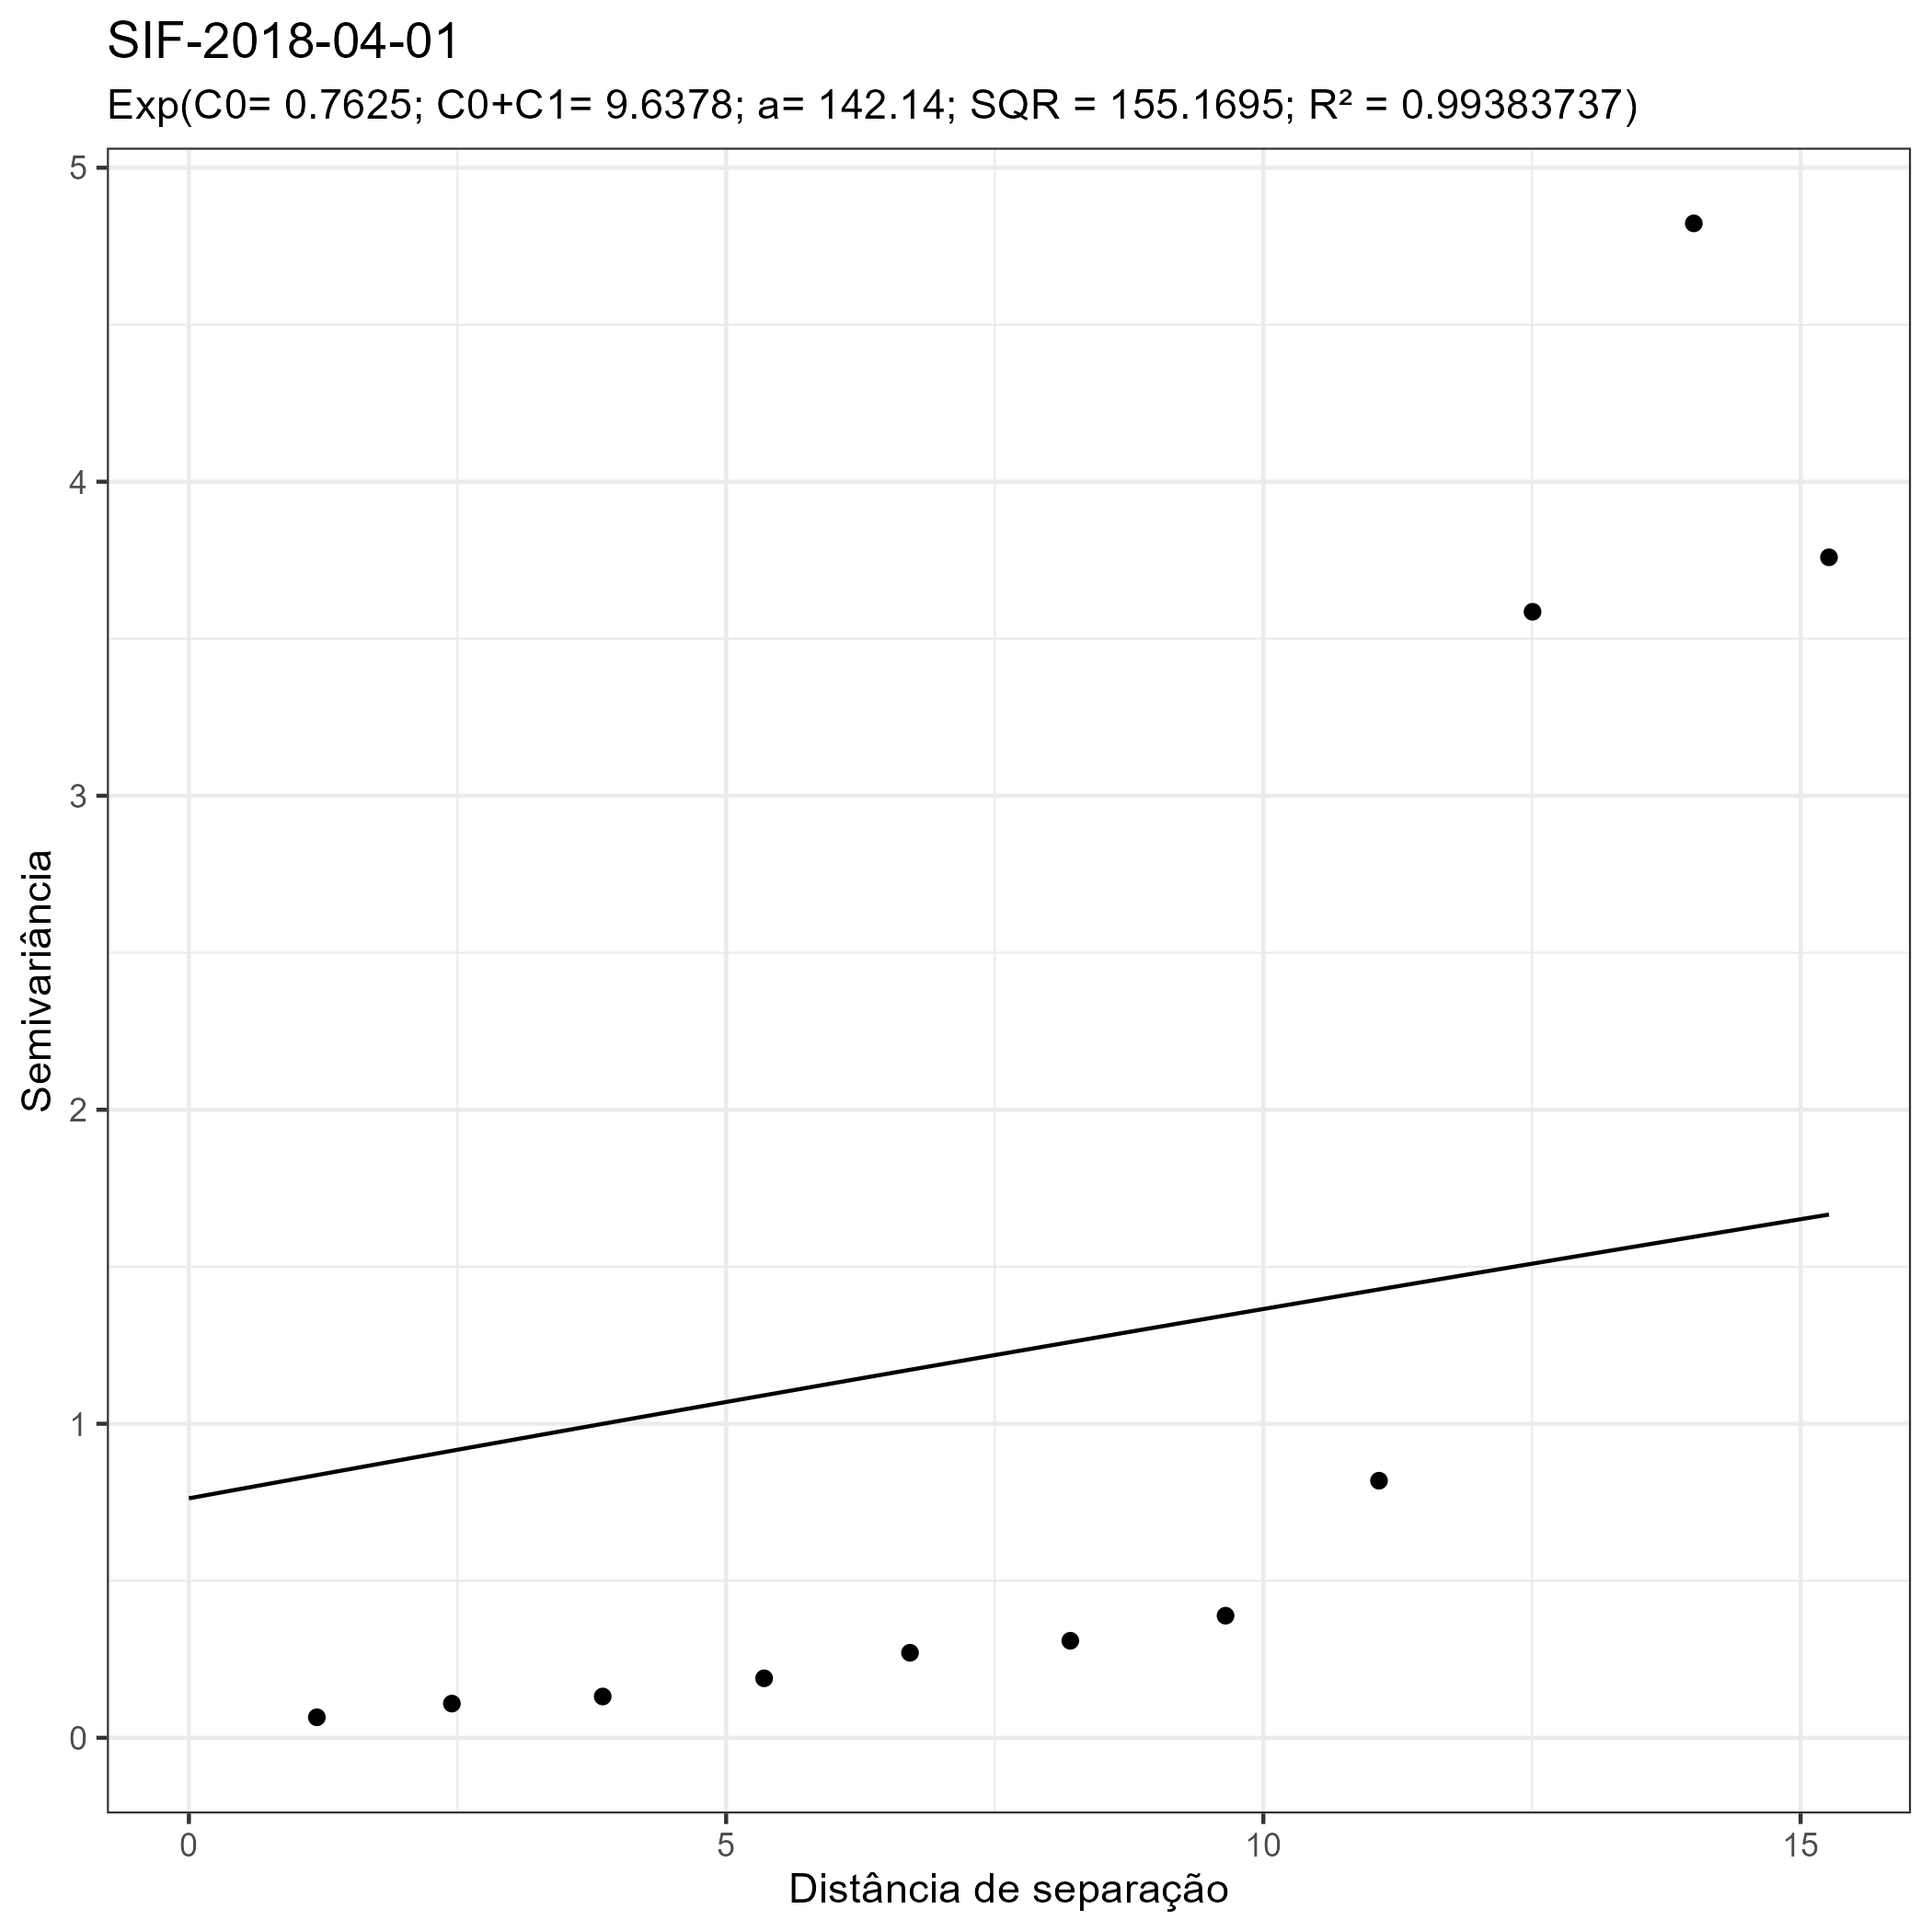 SIF-2018-04-01
Exp(C0= 0.7625; C0+C1= 9.6378; a= 142.14; SQR = 155.1695; R² = 0.99383737)
5
4
3
2
1
0
Semivariância
0 5 10 15
Distância de separação